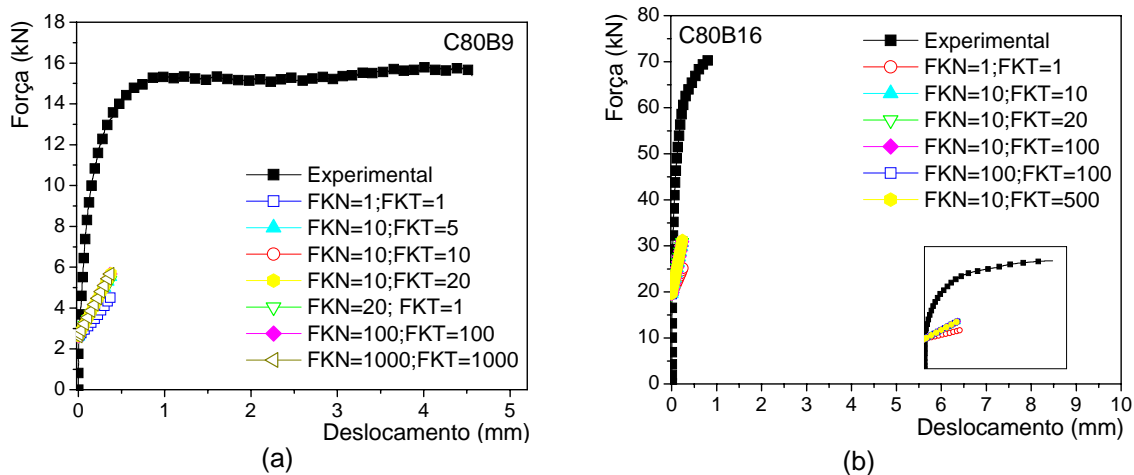 C80B9
Força (kN)
18
16
14
12
10
8
6
4
2
0
Experimental
FKN=1;FKT=1
FKN=10;FKT=5
FKN=10;FKT=10
FKN=10;FKT=20
FKN=20; FKT=1
FKN=100;FKT=100
FKN=1000;FKT=1000
0 1 2 3 4 5
Deslocamento (mm)
(a)
C80B16
Força (kN)
80
70
60
50
40
30
20
10
0
Experimental
FKN=1;FKT=1
FKN=10;FKT=10
FKN=10;FKT=20
FKN=10;FKT=100
FKN=100;FKT=100
FKN=10;FKT=500
0 1 2 3 4 5 6 7 8 9 10
Deslocamento (mm)
(b)